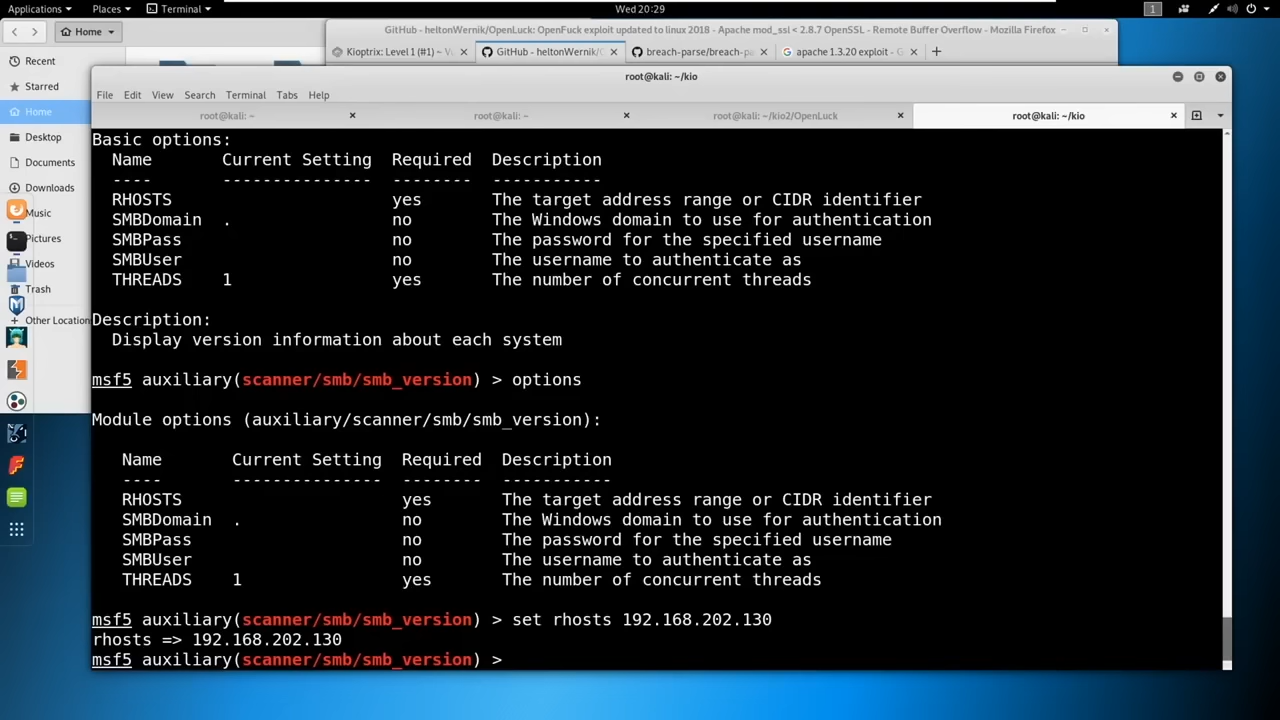 Applications Places Terminal Wed 20:29 1
GitHub - heltonWernik/OpenLuck: OpenFuck exploit updated to linux 2018 - Apache mod_ssl < 2.8.7 OpenSSL - Remote Buffer Overflow - Mozilla Firefox
Home
Kioptrix: Level 1 (#1) ~ V GitHub - heltonWernik/O breach-parse/breach-pa apache 1.3.20 exploit - G
Recent
Starred
Home
Desktop
Documents
Downloads
Music
Pictures
Videos
Trash
+ Other Location
root@kali: ~/kio
File Edit View Search Terminal Tabs Help
root@kali: ~ root@kali: ~ root@kali: ~/kio2/OpenLuck root@kali: ~/kio
Basic options:
Name Current Setting Required Description
---- --------------- -------- -----------
RHOSTS yes The target address range or CIDR identifier
SMBDomain . no The Windows domain to use for authentication
SMBPass no The password for the specified username
SMBUser no The username to authenticate as
THREADS 1 yes The number of concurrent threads
Description:
Display version information about each system
msf5 auxiliary(scanner/smb/smb_version) > options
Module options (auxiliary/scanner/smb/smb_version):
Name Current Setting Required Description
---- --------------- -------- -----------
RHOSTS yes The target address range or CIDR identifier
SMBDomain . no The Windows domain to use for authentication
SMBPass no The password for the specified username
SMBUser no The username to authenticate as
THREADS 1 yes The number of concurrent threads
msf5 auxiliary(scanner/smb/smb_version) > set rhosts 192.168.202.130
rhosts => 192.168.202.130
msf5 auxiliary(scanner/smb/smb_version) >